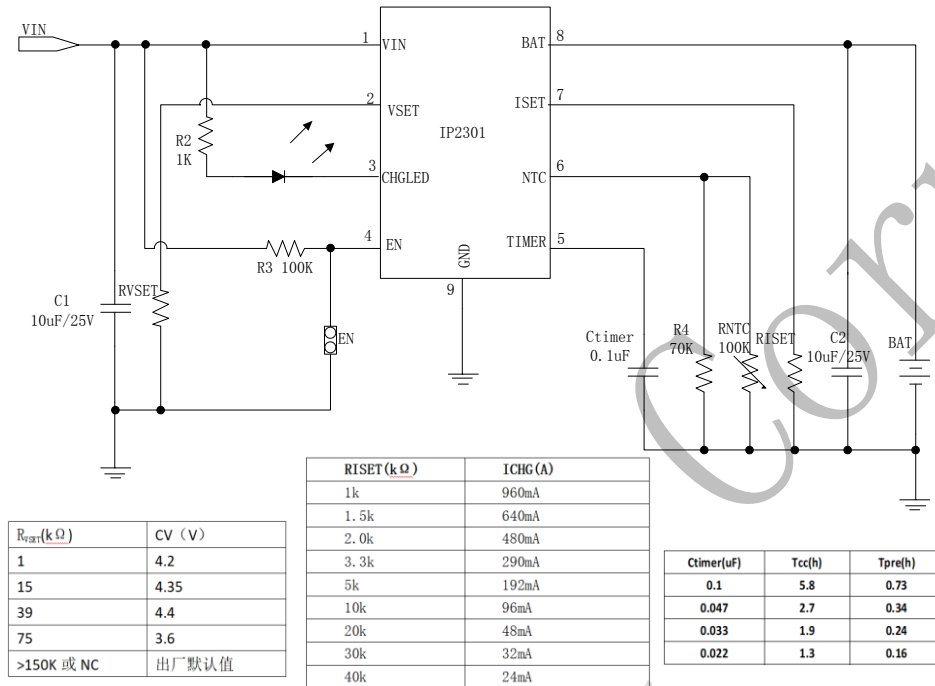 VIN
1
VIN
BAT
8
2
VSET
ISET
7
R2
1K
IP2301
3
CHGLED
NTC
6
4
EN
TIMER
5
R3 100K
GND
9
C1
10uF/25V
RVSET
EN
Ctimer
0.1uF
R4
70K
RNTC
100K
RISET
C2
10uF/25V
BAT
RISET(kΩ) ICHG(A)
1k 960mA
1.5k 640mA
2.0k 480mA
3.3k 290mA
5k 192mA
10k 96mA
20k 48mA
30k 32mA
40k 24mA
RVSET(kΩ) CV（V）
1 4.2
15 4.35
39 4.4
75 3.6
>150K 或 NC 出厂默认值
Ctimer(uF) Tcc(h) Tpre(h)
0.1 5.8 0.73
0.047 2.7 0.34
0.033 1.9 0.24
0.022 1.3 0.16